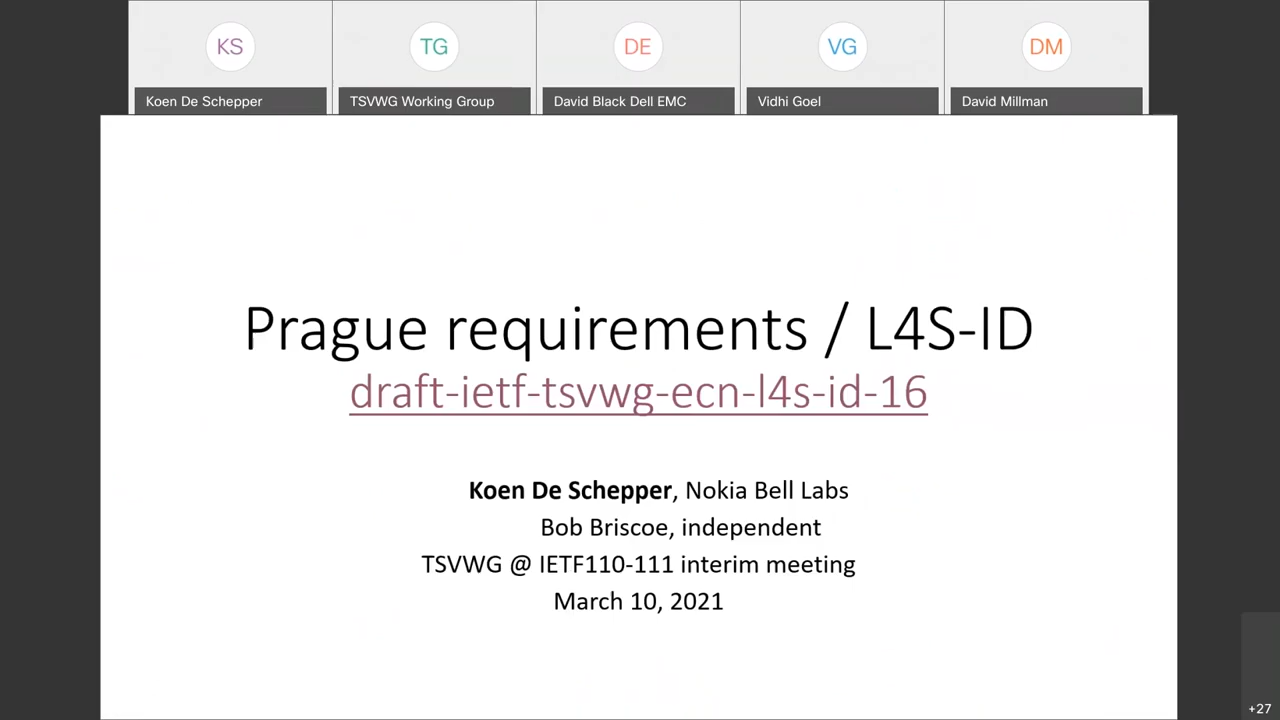 KS
TG
DE
VG
DM
Koen De Schepper
TSVWG Working Group
David Black Dell EMC
Vidhi Goel
David Millman
Prague requirements / L4S-ID
draft-ietf-tsvwg-ecn-l4s-id-16
Koen De Schepper, Nokia Bell Labs
Bob Briscoe, independent
TSVWG @ IETF110-111 interim meeting
March 10, 2021
+27